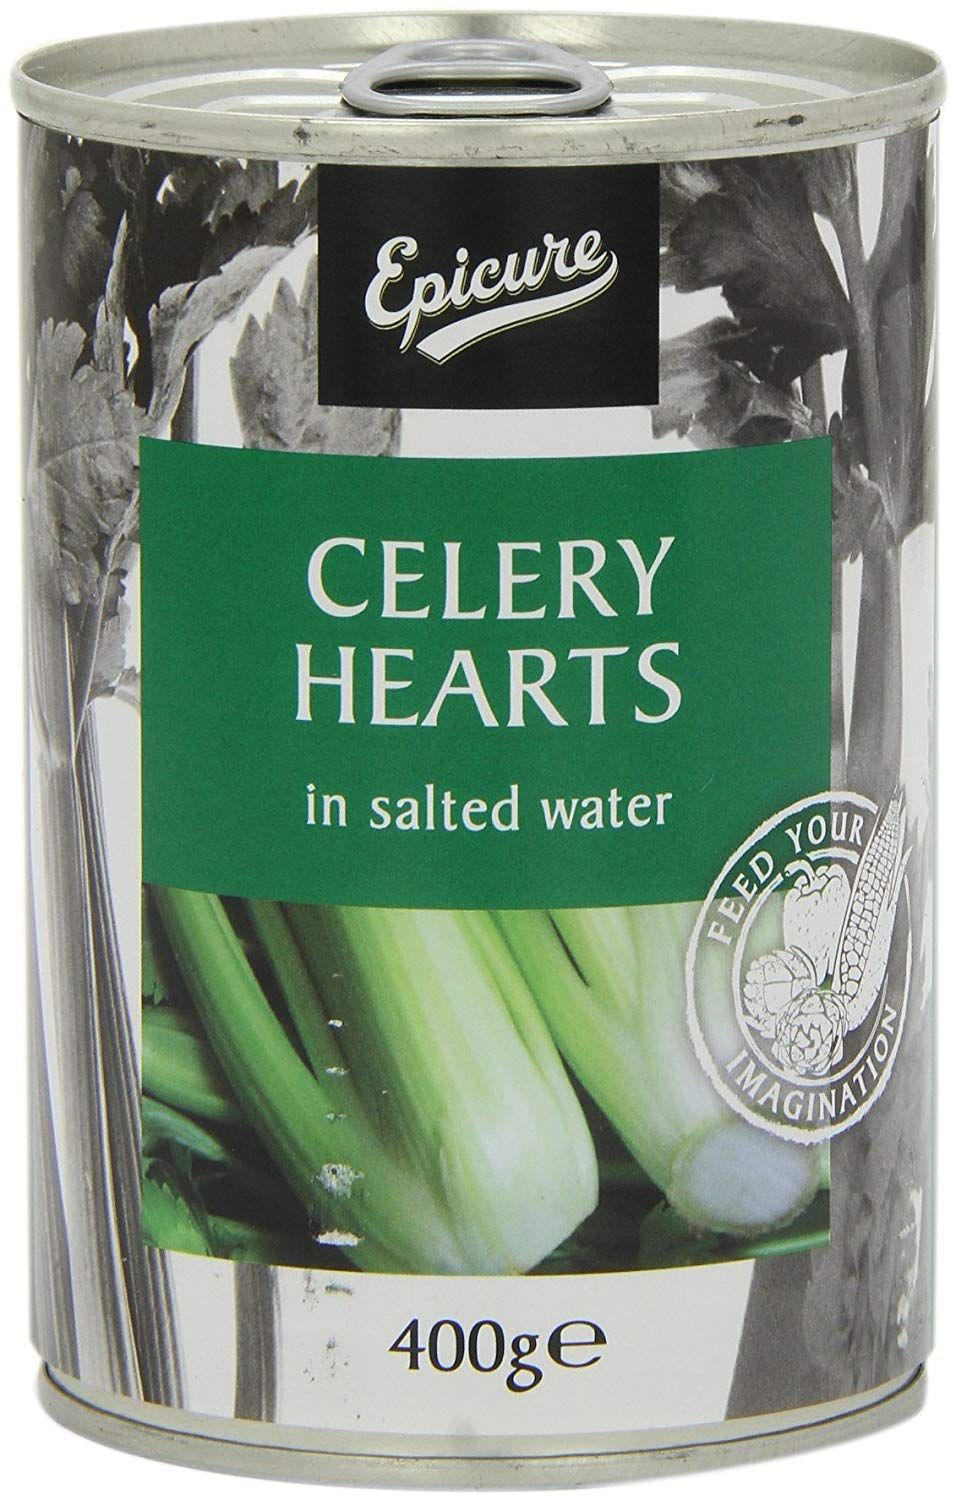 Epicure
CELERY
HEARTS
in salted water
FEED YOUR
IMAGINATION
400g℮